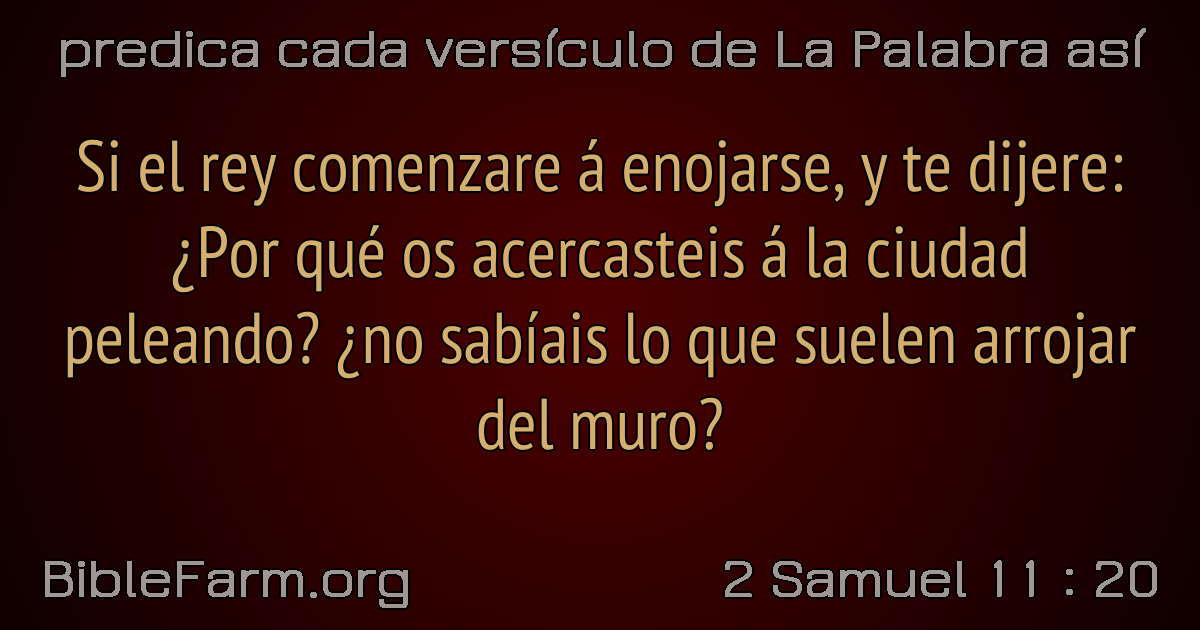 predica cada versículo de La Palabra así
Si el rey comenzare á enojarse, y te dijere:
¿Por qué os acercasteis á la ciudad
peleando? ¿no sabíais lo que suelen arrojar
del muro?
BibleFarm.org
2 Samuel 11 : 20